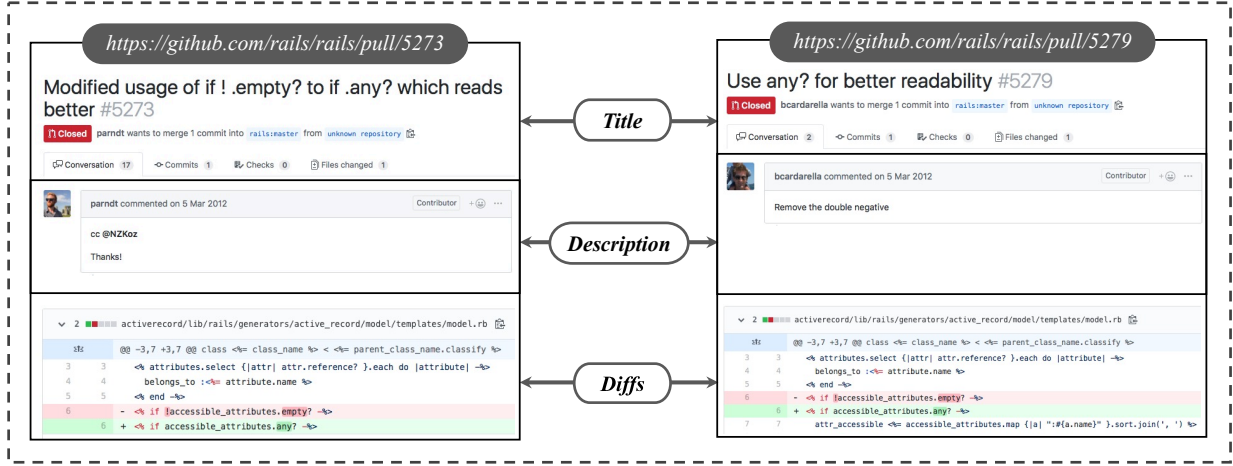 https://github.com/rails/rails/pull/5273
Modified usage of if ! .empty? to if .any? which reads
better #5273
Closed parndt wants to merge 1 commit into rails:master from unknown repository
Conversation 17 Commits 1 Checks 0 Files changed 1
parndt commented on 5 Mar 2012 Contributor + ...
cc @NZKoz
Thanks!
2 activerecord/lib/rails/generators/active_record/model/templates/model.rb
@@ -3,7 +3,7 @@ class <%= class_name %> < <%= parent_class_name.classify %>
3 3 <% attributes.select {|attr| attr.reference? }.each do |attribute| -%>
4 4 belongs_to :<%= attribute.name %>
5 5 <% end -%>
6 - <% if !accessible_attributes.empty? -%>
6 + <% if accessible_attributes.any? -%>
Title
Description
Diffs
https://github.com/rails/rails/pull/5279
Use any? for better readability #5279
Closed bcardarella wants to merge 1 commit into rails:master from unknown repository
Conversation 2 Commits 1 Checks 0 Files changed 1
bcardarella commented on 5 Mar 2012 Contributor + ...
Remove the double negative
2 activerecord/lib/rails/generators/active_record/model/templates/model.rb
@@ -3,7 +3,7 @@ class <%= class_name %> < <%= parent_class_name.classify %>
3 3 <% attributes.select {|attr| attr.reference? }.each do |attribute| -%>
4 4 belongs_to :<%= attribute.name %>
5 5 <% end -%>
6 - <% if !accessible_attributes.empty? -%>
6 + <% if accessible_attributes.any? -%>
7 7 attr_accessible <%= accessible_attributes.map {|a| ":#{a.name}" }.sort.join(', ') %>